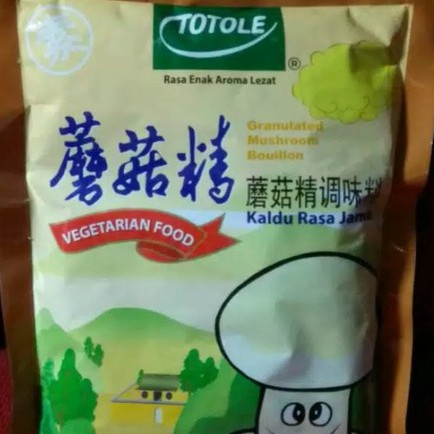 TOTOLE
®
Rasa Enak Aroma Lezat
蘑菇精
Granulated
Mushroom
Bouillon
蘑菇精调味料
Kaldu Rasa Jamur
VEGETARIAN FOOD